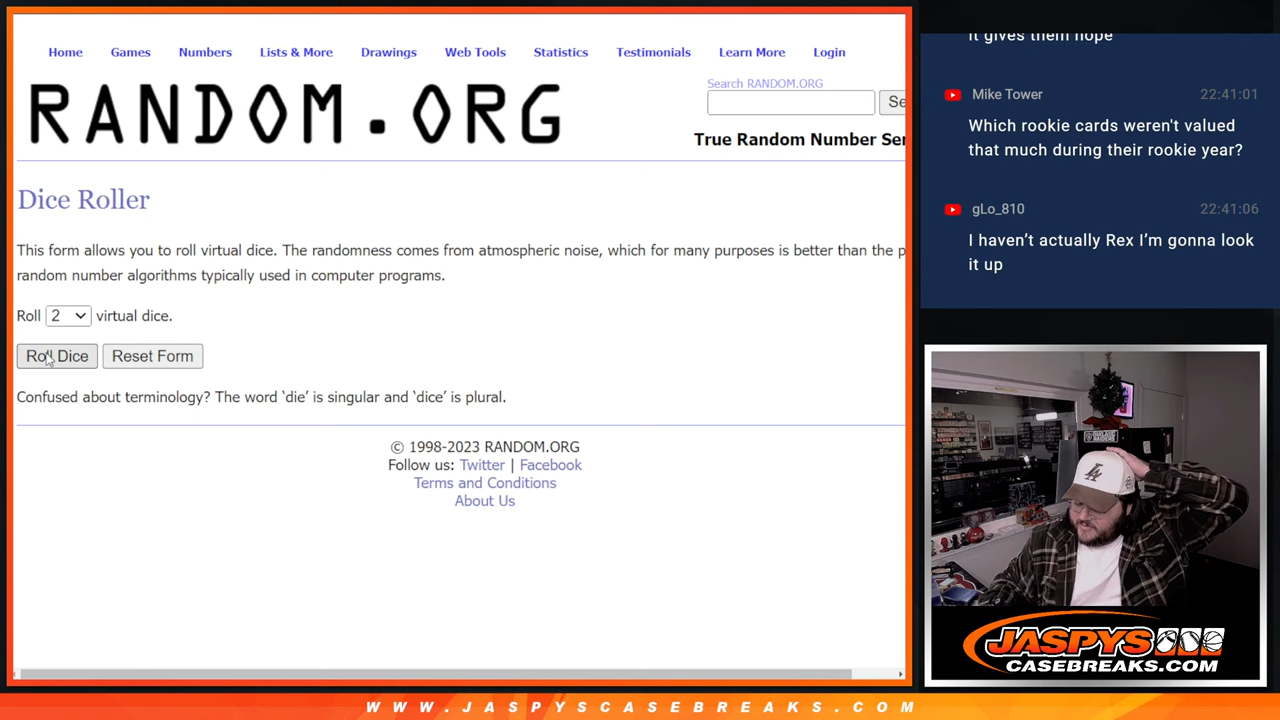 Home Games Numbers Lists & More Drawings Web Tools Statistics Testimonials Learn More Login
RANDOM.ORG
Search RANDOM.ORG
Se
True Random Number Ser
Dice Roller
This form allows you to roll virtual dice. The randomness comes from atmospheric noise, which for many purposes is better than the p
random number algorithms typically used in computer programs.
Roll 2 virtual dice.
Roll Dice Reset Form
Confused about terminology? The word ‘die’ is singular and ‘dice’ is plural.
© 1998-2023 RANDOM.ORG
Follow us: Twitter | Facebook
Terms and Conditions
About Us
It gives them hope
Mike Tower 22:41:01
Which rookie cards weren't valued
that much during their rookie year?
gLo_810 22:41:06
I haven’t actually Rex I’m gonna look
it up
LA
JASPYS
CASEBREAKS.COM
WWW.JASPYSCASEBREAKS.COM